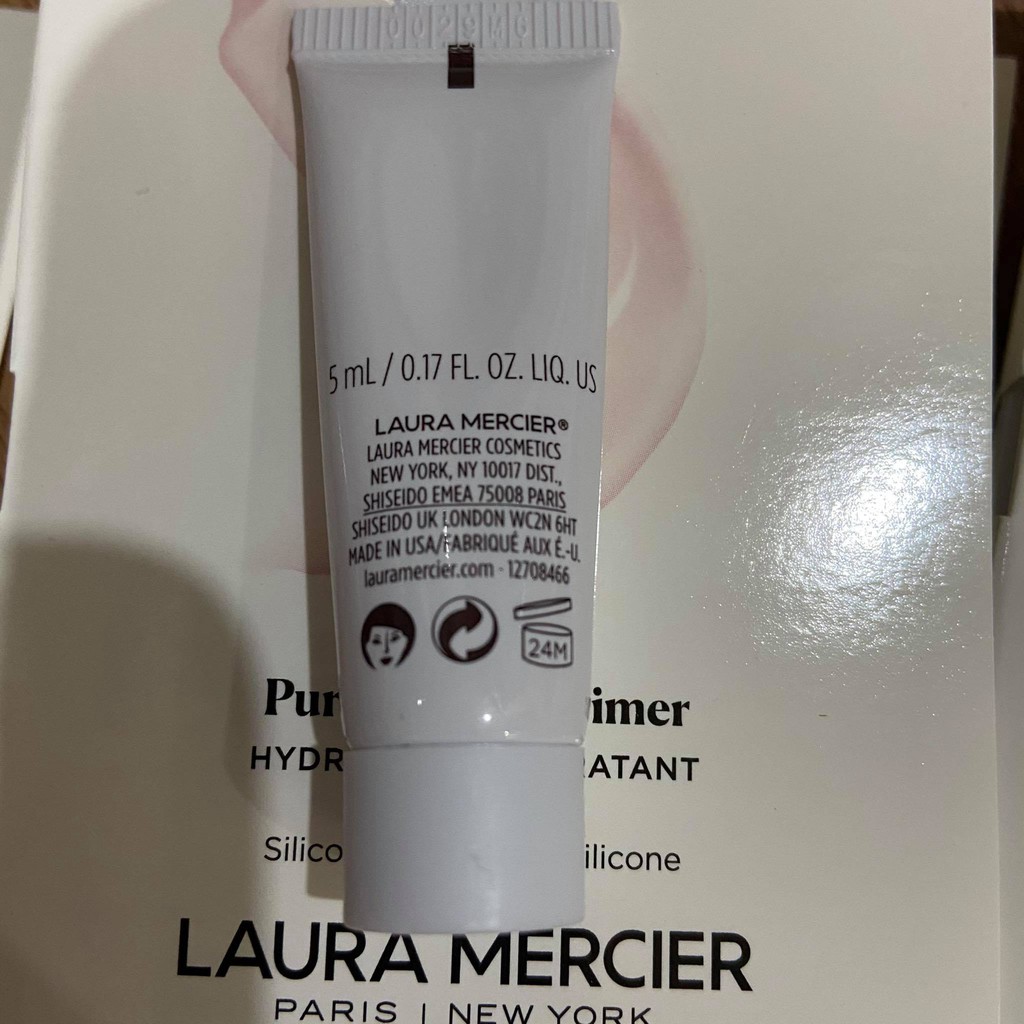 5 mL / 0.17 FL. OZ. LIQ. US
LAURA MERCIER®
LAURA MERCIER COSMETICS
NEW YORK, NY 10017 DIST.,
SHISEIDO EMEA 75008 PARIS
SHISEIDO UK LONDON WC2N 6HT
MADE IN USA/FABRIQUÉ AUX É.-U.
lauramercier.com · 12708466
24M
Pur imer
HYDR RATANT
Silico ilicone
LAURA MERCIER
PARIS | NEW YORK